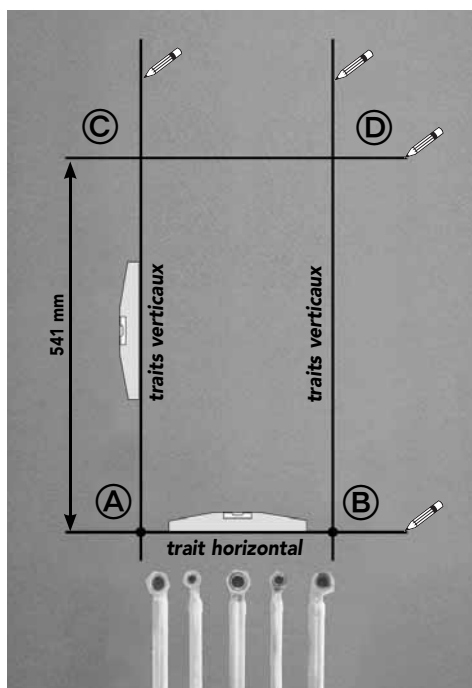 C
D
541 mm
traits verticaux
traits verticaux
A
B
trait horizontal